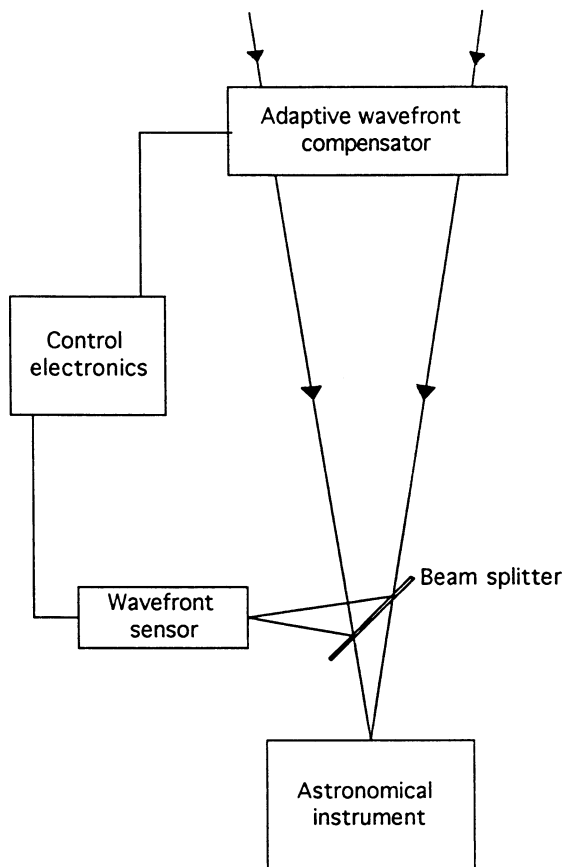 Adaptive wavefront
compensator
Control
electronics
Beam splitter
Wavefront
sensor
Astronomical
instrument